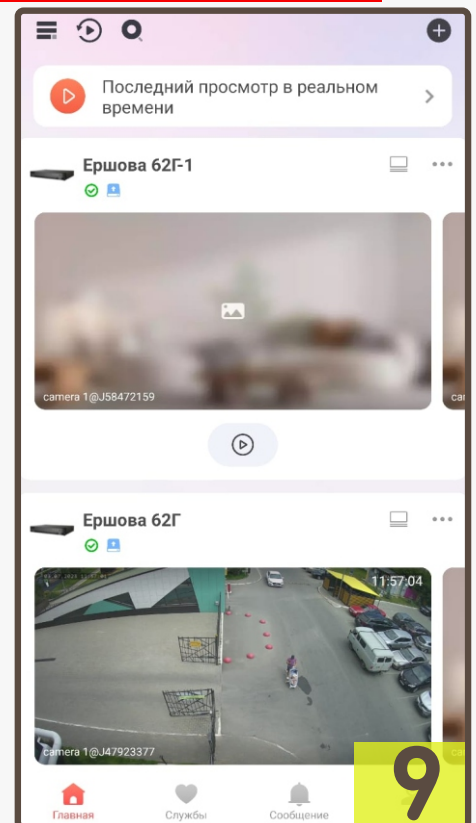 Последний просмотр в реальном
времени
Ершова 62Г-1
camera 1@J58472159
cai
Ершова 62Г
11:57:04
camera 1@J47923377
Главная
Службы
Сообщение
9